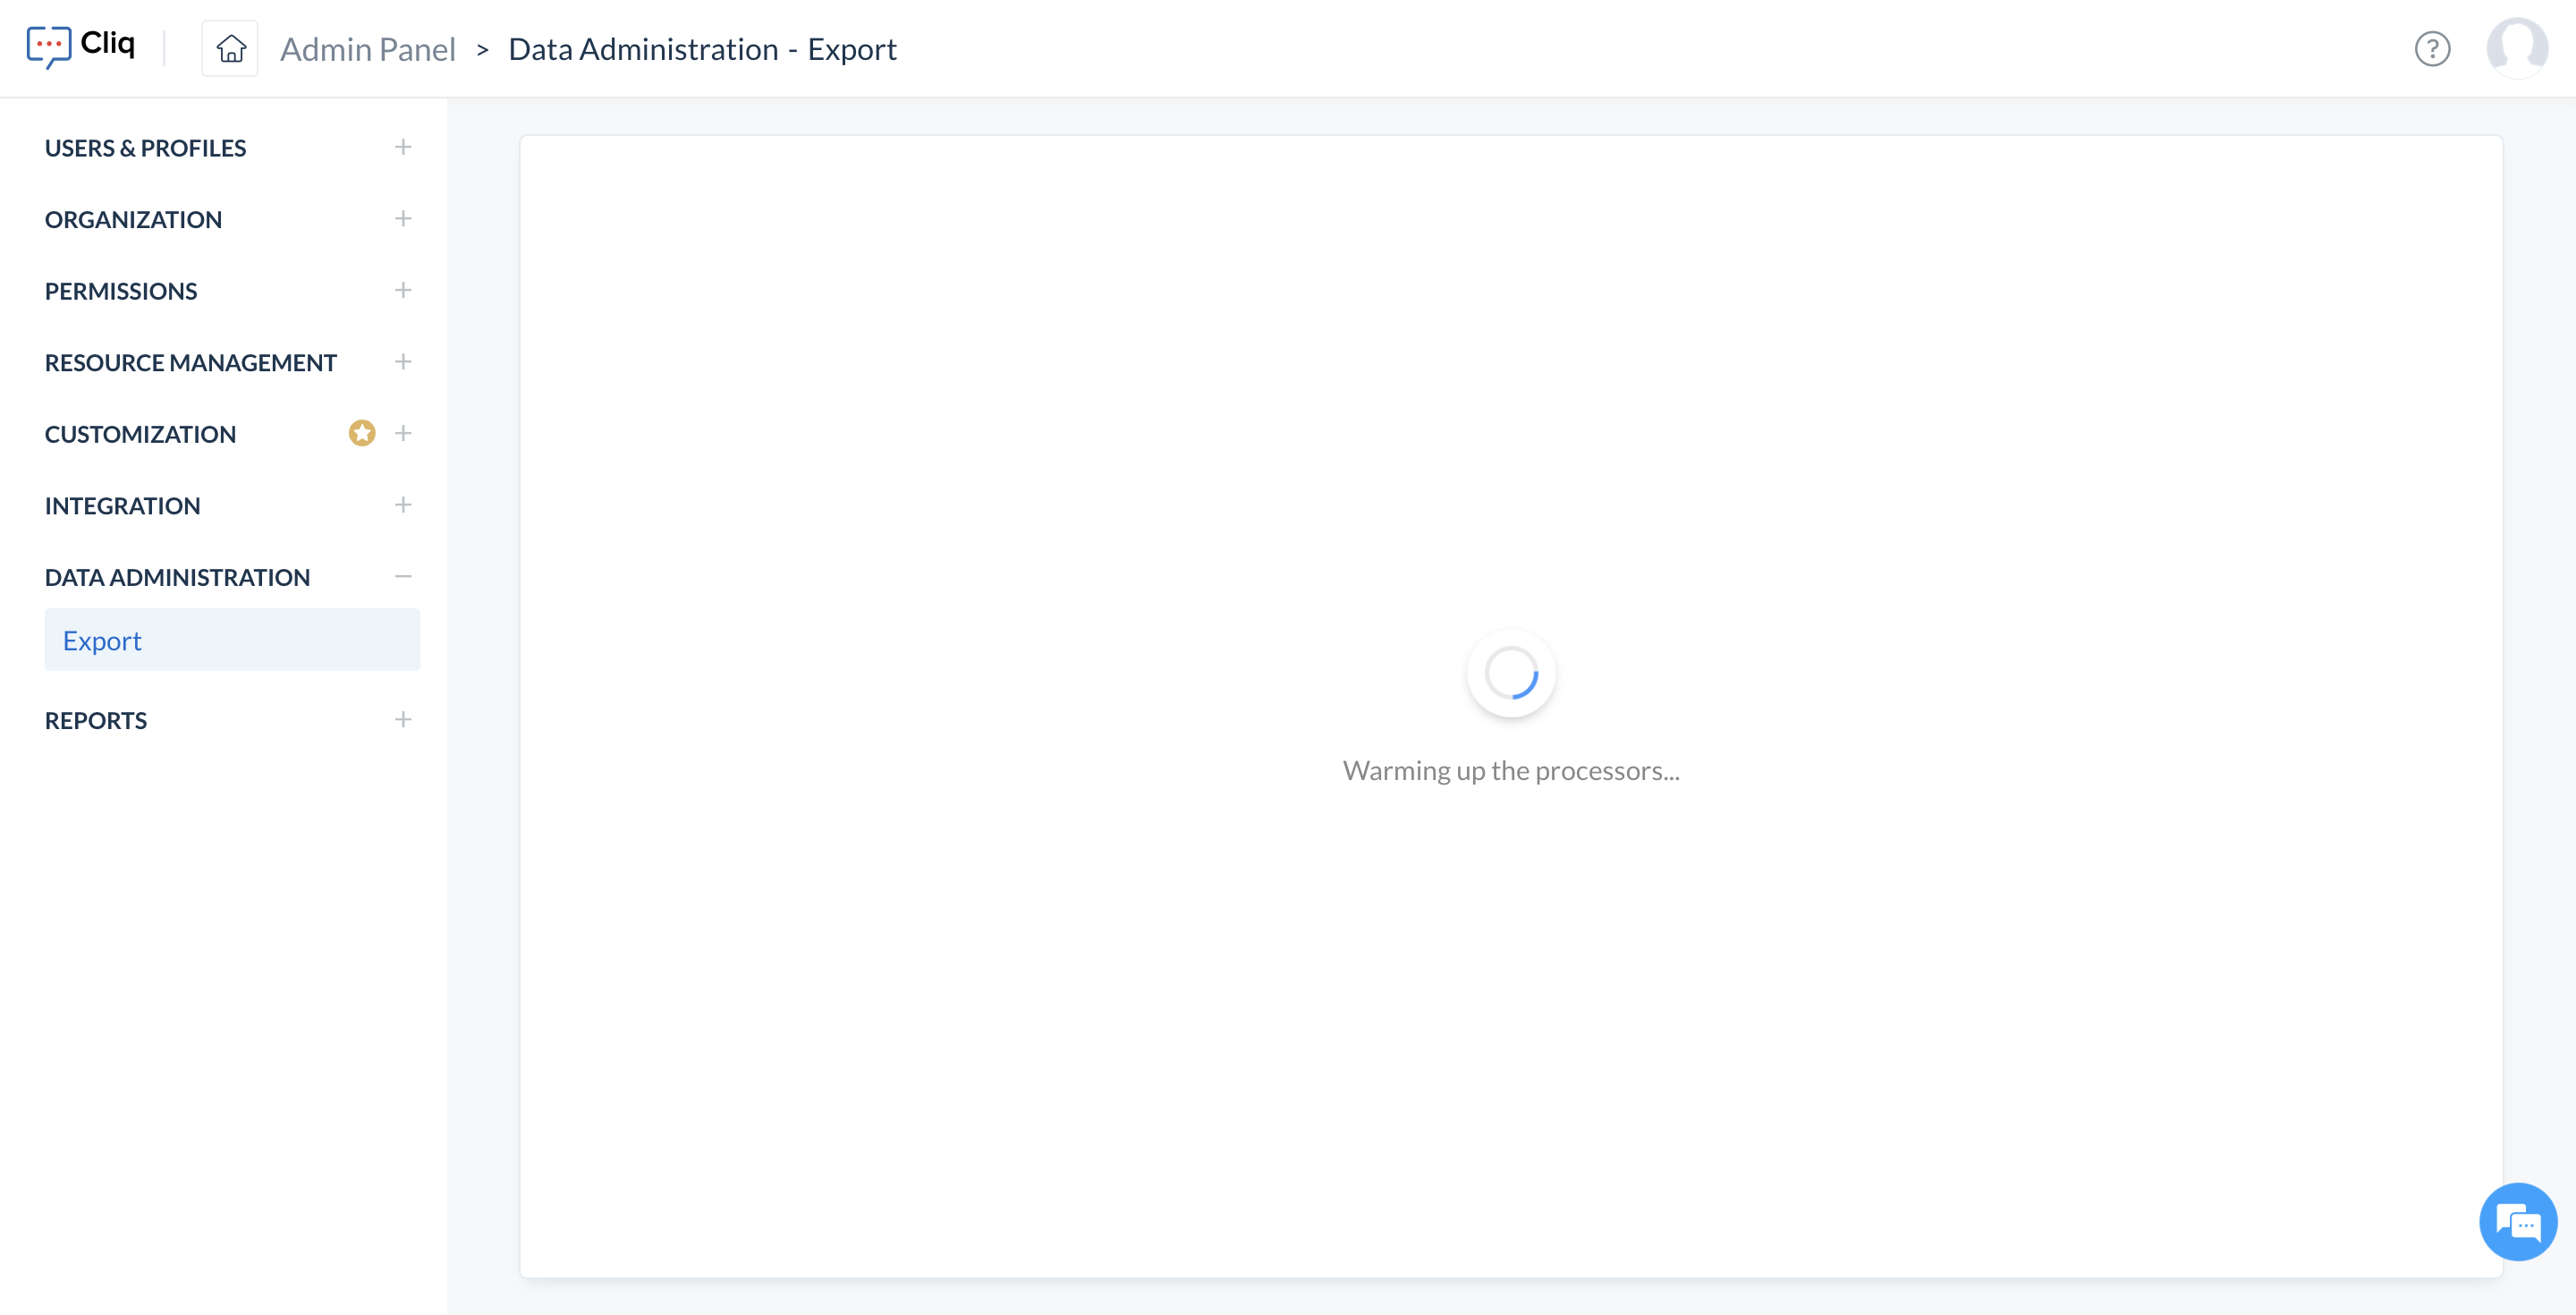 Cliq
Admin Panel > Data Administration - Export
USERS & PROFILES
ORGANIZATION
PERMISSIONS
RESOURCE MANAGEMENT
CUSTOMIZATION
INTEGRATION
DATA ADMINISTRATION
Export
REPORTS
Warming up the processors...